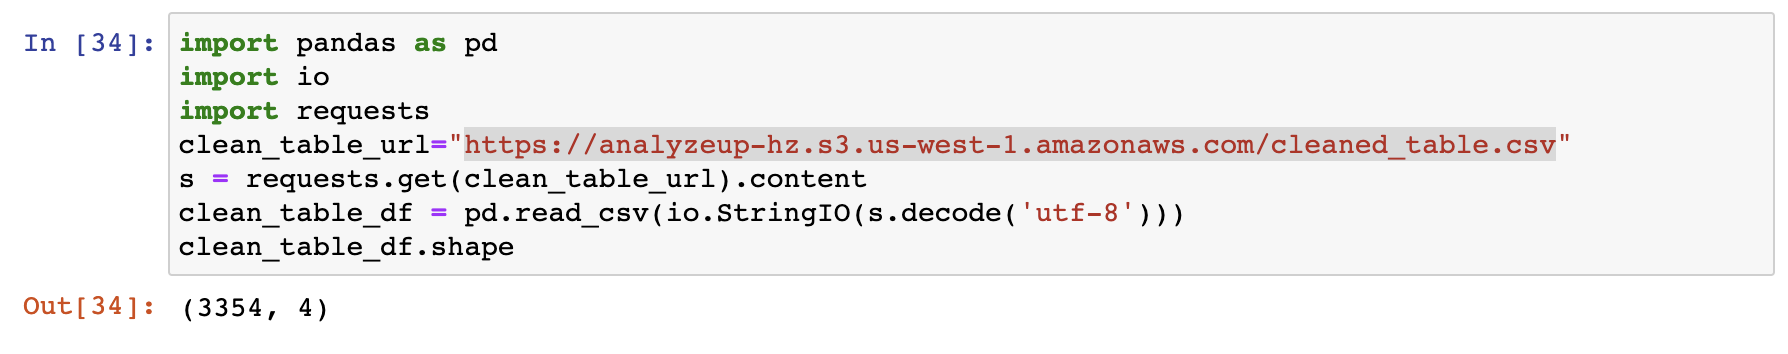 In [34]: import pandas as pd
import io
import requests
clean_table_url="https://analyzeup-hz.s3.us-west-1.amazonaws.com/cleaned_table.csv"
s = requests.get(clean_table_url).content
clean_table_df = pd.read_csv(io.StringIO(s.decode('utf-8')))
clean_table_df.shape
Out[34]: (3354, 4)